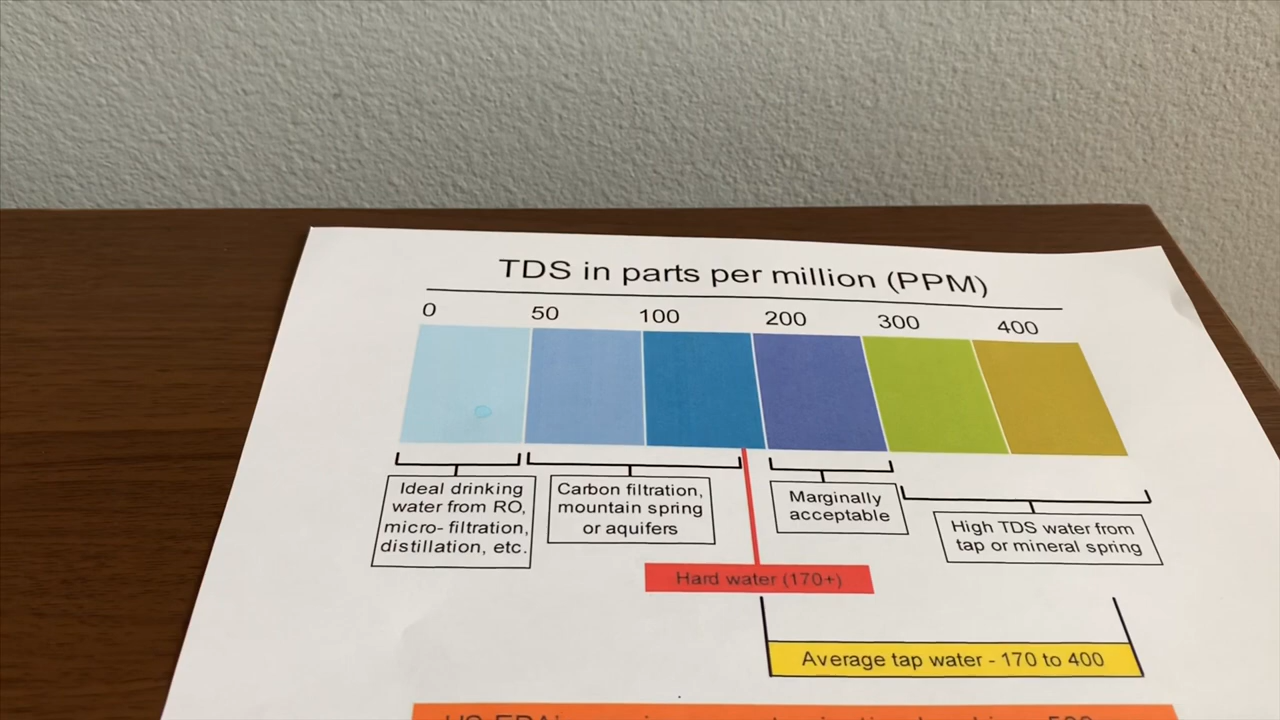 TDS in parts per million (PPM)
0 50 100 200 300 400
Ideal drinking
water from RO,
micro- filtration,
distillation, etc.
Carbon filtration,
mountain spring
or aquifers
Marginally
acceptable
High TDS water from
tap or mineral spring
Hard water (170+)
Average tap water - 170 to 400